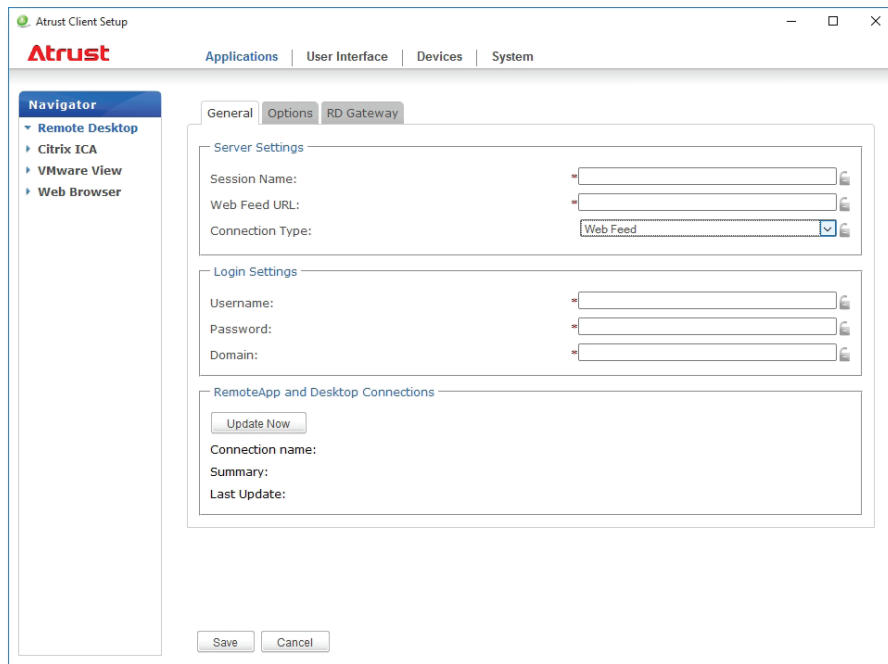 Atrust Client Setup
Atrust
Applications | User Interface | Devices | System
Navigator
Remote Desktop
Citrix ICA
VMware View
Web Browser
General Options RD Gateway
Server Settings
Session Name: *
Web Feed URL: *
Connection Type: Web Feed
Login Settings
Username: *
Password: *
Domain: *
RemoteApp and Desktop Connections
Update Now
Connection name:
Summary:
Last Update:
Save Cancel